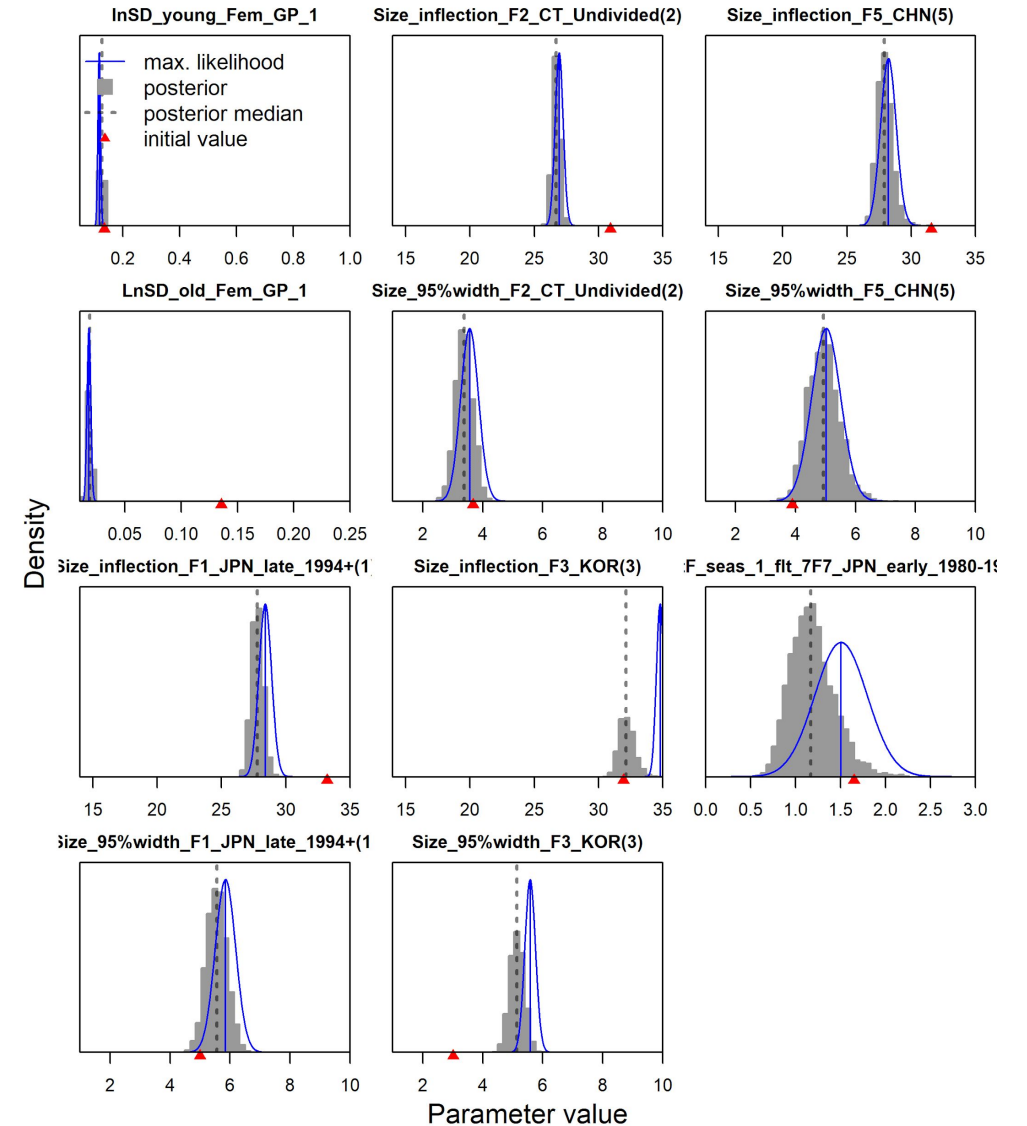 lnSD_young_Fem_GP_1
max. likelihood
posterior
posterior median
initial value
0.2 0.4 0.6 0.8 1.0
Size_inflection_F2_CT_Undivided(2)
15 20 25 30 35
Size_inflection_F5_CHN(5)
15 20 25 30 35
LnSD_old_Fem_GP_1
0.05 0.10 0.15 0.20 0.25
Size_95%width_F2_CT_Undivided(2)
2 4 6 8 10
Size_95%width_F5_CHN(5)
2 4 6 8 10
Density
Size_inflection_F1_JPN_late_1994+(1)
15 20 25 30 35
Size_inflection_F3_KOR(3)
15 20 25 30 35
F_seas_1_flt_7F7_JPN_early_1980-19
0.0 0.5 1.0 1.5 2.0 2.5 3.0
Size_95%width_F1_JPN_late_1994+(1
2 4 6 8 10
Size_95%width_F3_KOR(3)
2 4 6 8 10
Parameter value